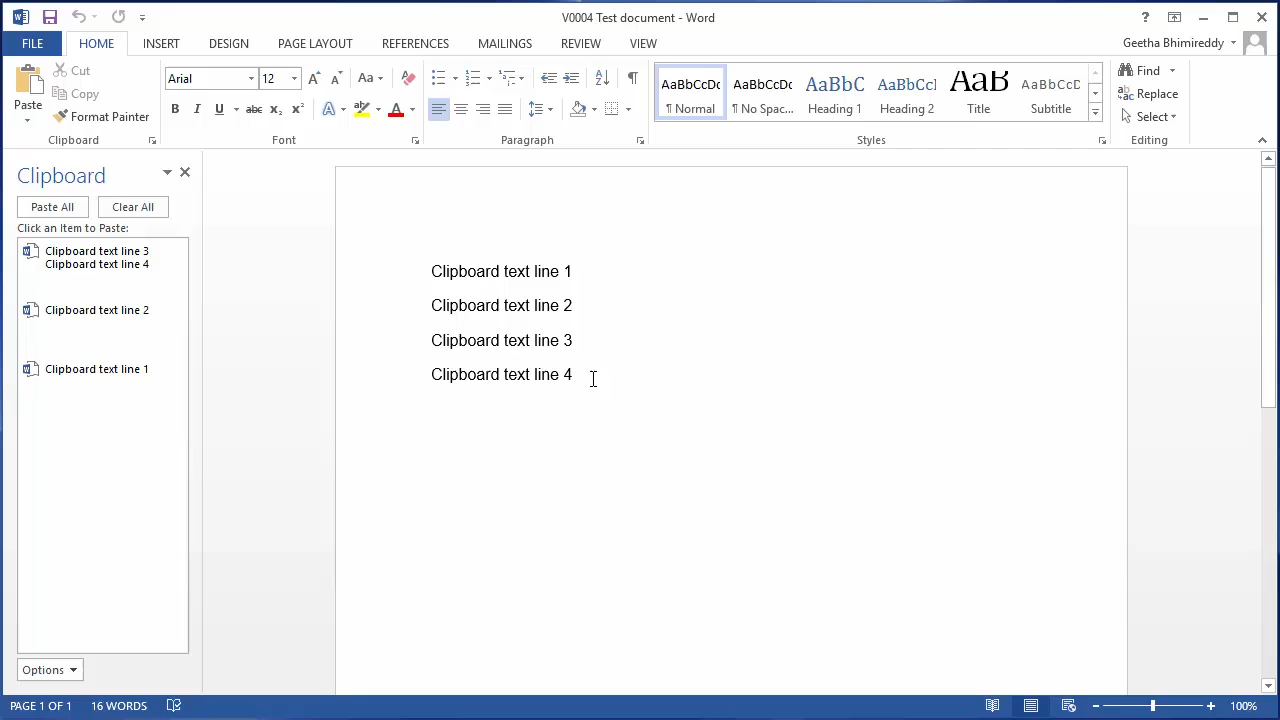 V0004 Test document - Word
FILE HOME INSERT DESIGN PAGE LAYOUT REFERENCES MAILINGS REVIEW VIEW Geetha Bhimireddy
Paste
Cut
Copy
Format Painter
Clipboard
Arial 12
Aa
B I U abc x₂ x² A A
Font
Paragraph
AaBbCcDc AaBbCcDc AaBbC AaBbCcI AaB AaBbCcD
¶ Normal ¶ No Spac... Heading 1 Heading 2 Title Subtitle
Styles
Find
Replace
Select
Editing
Clipboard
Paste All Clear All
Click an Item to Paste:
Clipboard text line 3
Clipboard text line 4
Clipboard text line 2
Clipboard text line 1
Options
Clipboard text line 1
Clipboard text line 2
Clipboard text line 3
Clipboard text line 4
PAGE 1 OF 1 16 WORDS 100%